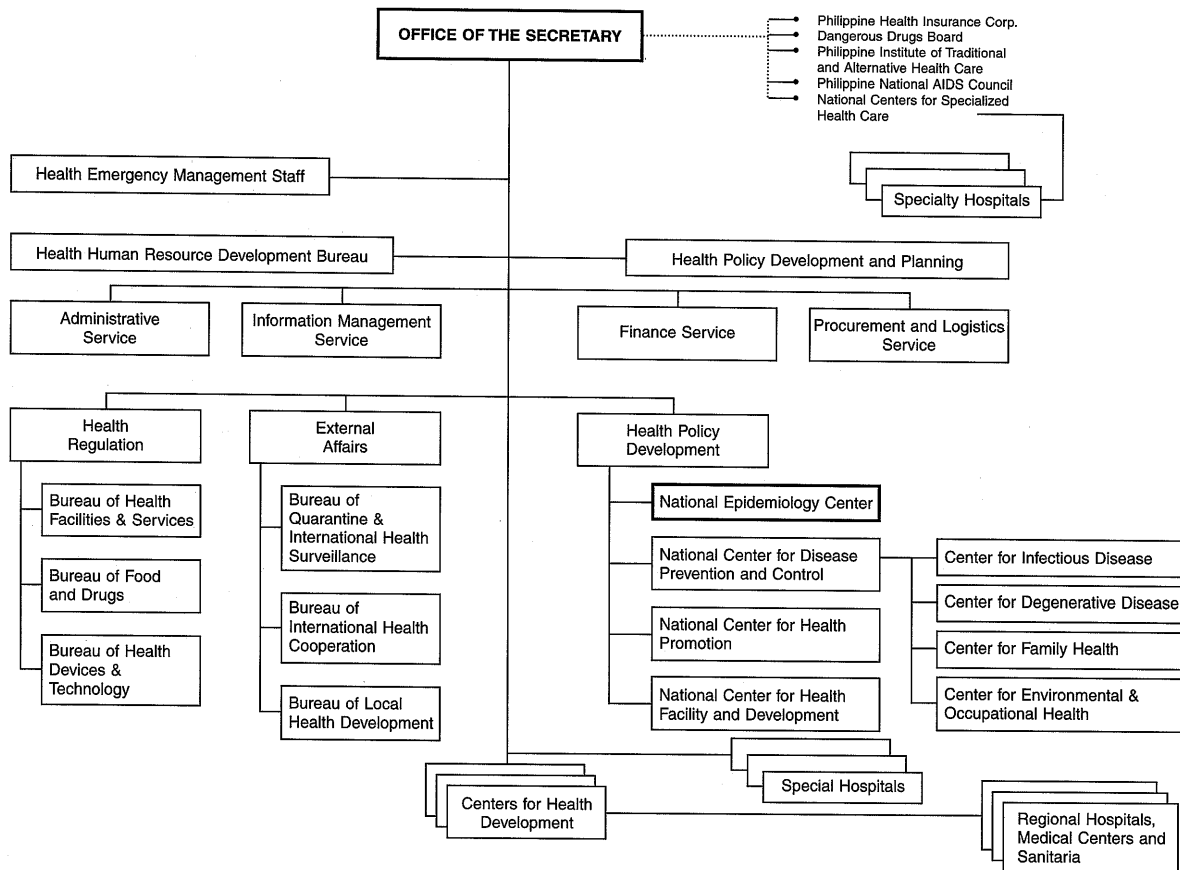 OFFICE OF THE SECRETARY
Philippine Health Insurance Corp.
Dangerous Drugs Board
Philippine Institute of Traditional
and Alternative Health Care
Philippine National AIDS Council
National Centers for Specialized
Health Care
Specialty Hospitals
Health Emergency Management Staff
Health Human Resource Development Bureau
Health Policy Development and Planning
Administrative
Service
Information Management
Service
Finance Service
Procurement and Logistics
Service
Health
Regulation
External
Affairs
Health Policy
Development
Bureau of Health
Facilities & Services
Bureau of Food
and Drugs
Bureau of Health
Devices &
Technology
Bureau of
Quarantine &
International Health
Surveillance
Bureau of
International Health
Cooperation
Bureau of Local
Health Development
National Epidemiology Center
National Center for Disease
Prevention and Control
National Center for Health
Promotion
National Center for Health
Facility and Development
Center for Infectious Disease
Center for Degenerative Disease
Center for Family Health
Center for Environmental &
Occupational Health
Special Hospitals
Centers for Health
Development
Regional Hospitals,
Medical Centers and
Sanitaria